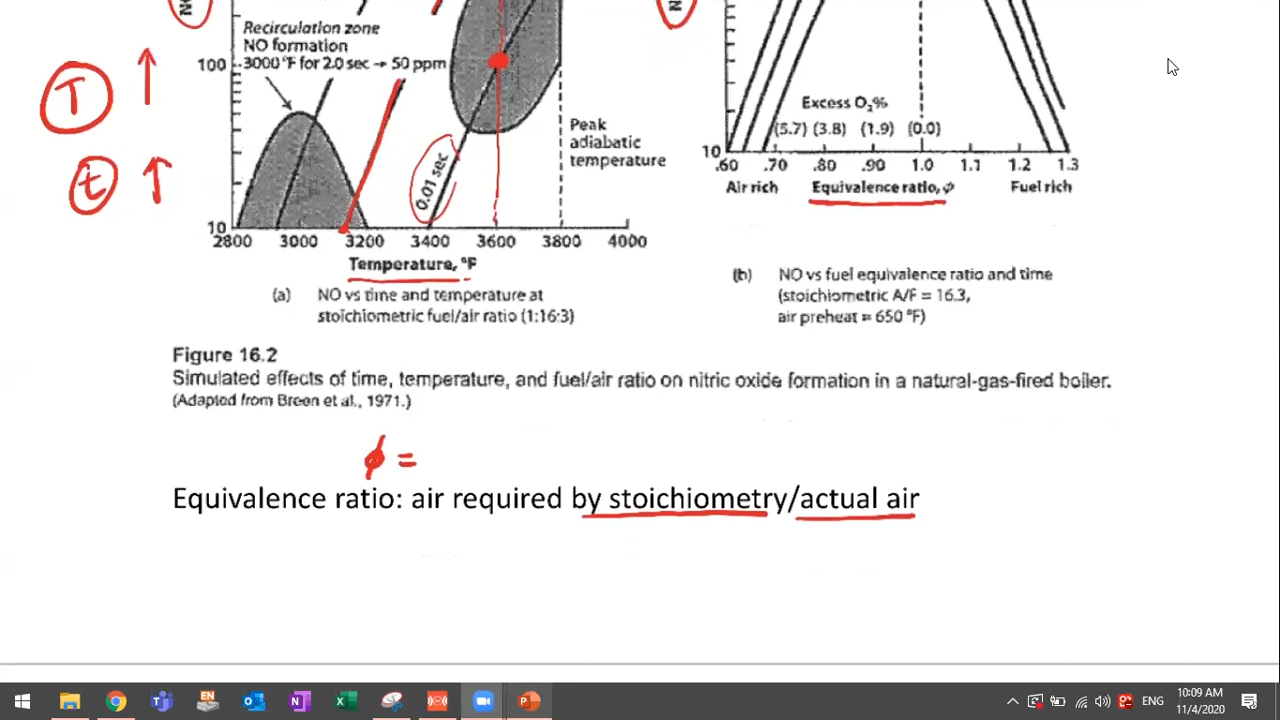 NO
Recirculation zone
NO formation
3000 °F for 2.0 sec → 50 ppm
100
10
0.01 sec
Peak
adiabatic
temperature
2800 3000 3200 3400 3600 3800 4000
Temperature, °F
(a) NO vs time and temperature at
stoichiometric fuel/air ratio (1:16.3)
T ↑
t ↑
Excess O2%
(5.7) (3.8) (1.9) (0.0)
10
.60 .70 .80 .90 1.0 1.1 1.2 1.3
Air rich Equivalence ratio, φ Fuel rich
(b) NO vs fuel equivalence ratio and time
(stoichiometric A/F = 16.3,
air preheat = 650 °F)
Figure 16.2
Simulated effects of time, temperature, and fuel/air ratio on nitric oxide formation in a natural-gas-fired boiler.
(Adapted from Breen et al., 1971.)
ϕ =
Equivalence ratio: air required by stoichiometry/actual air
EN
ENG
10:09 AM
11/4/2020